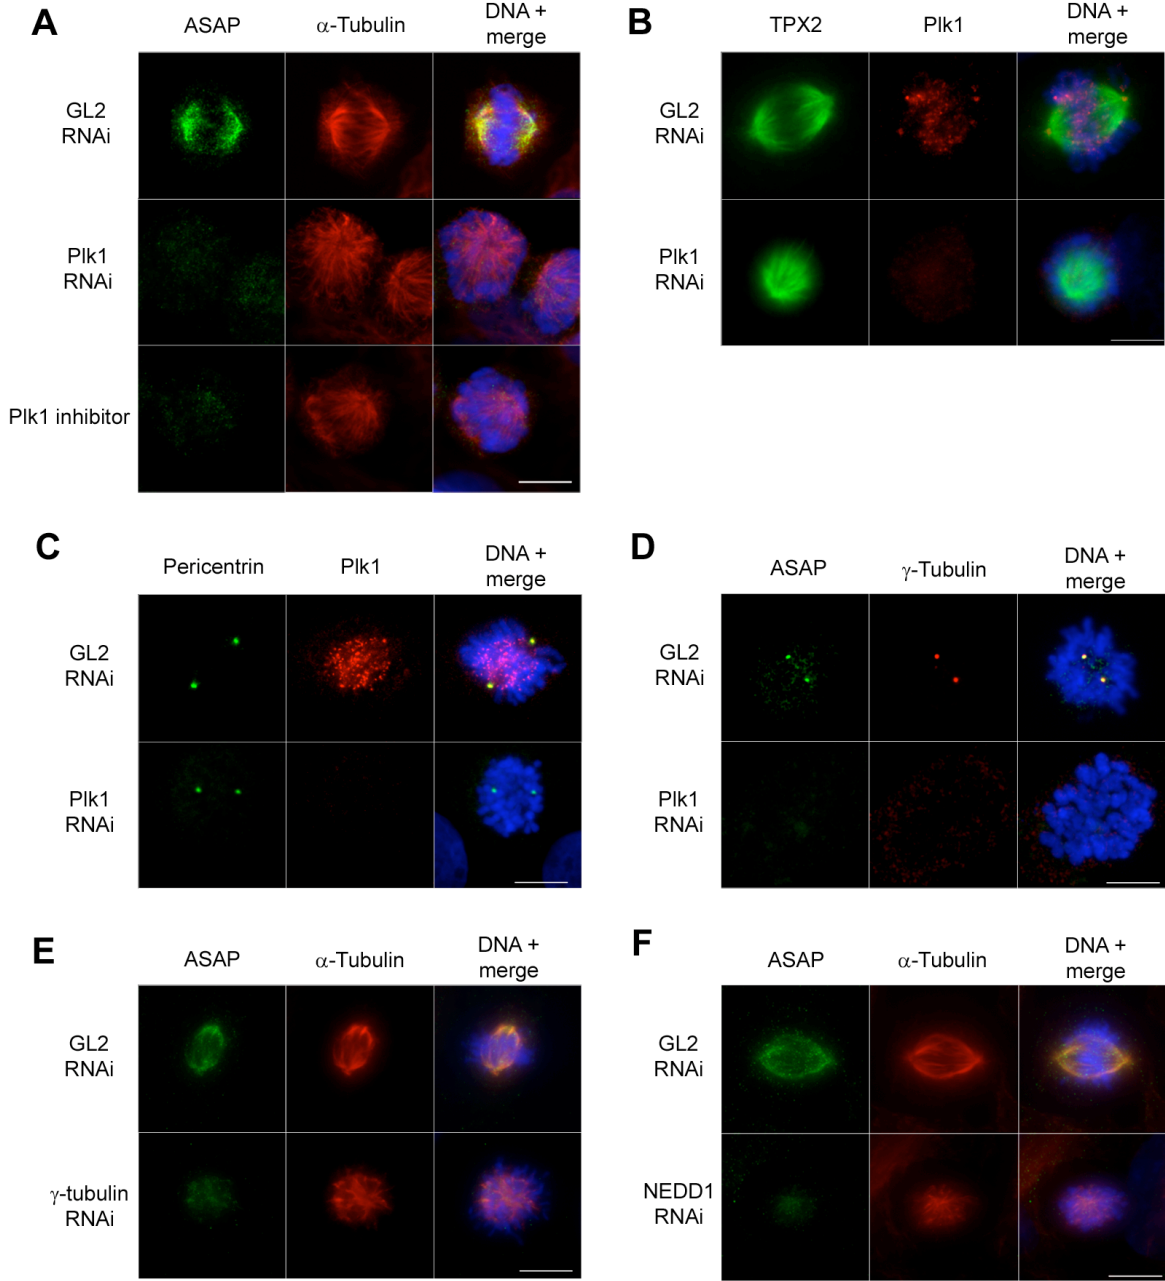 A
ASAP
α-Tubulin
DNA +
merge
GL2
RNAi
Plk1
RNAi
Plk1 inhibitor
B
TPX2
Plk1
DNA +
merge
GL2
RNAi
Plk1
RNAi
C
Pericentrin
Plk1
DNA +
merge
GL2
RNAi
Plk1
RNAi
D
ASAP
γ-Tubulin
DNA +
merge
GL2
RNAi
Plk1
RNAi
E
ASAP
α-Tubulin
DNA +
merge
GL2
RNAi
γ-tubulin
RNAi
F
ASAP
α-Tubulin
DNA +
merge
GL2
RNAi
NEDD1
RNAi